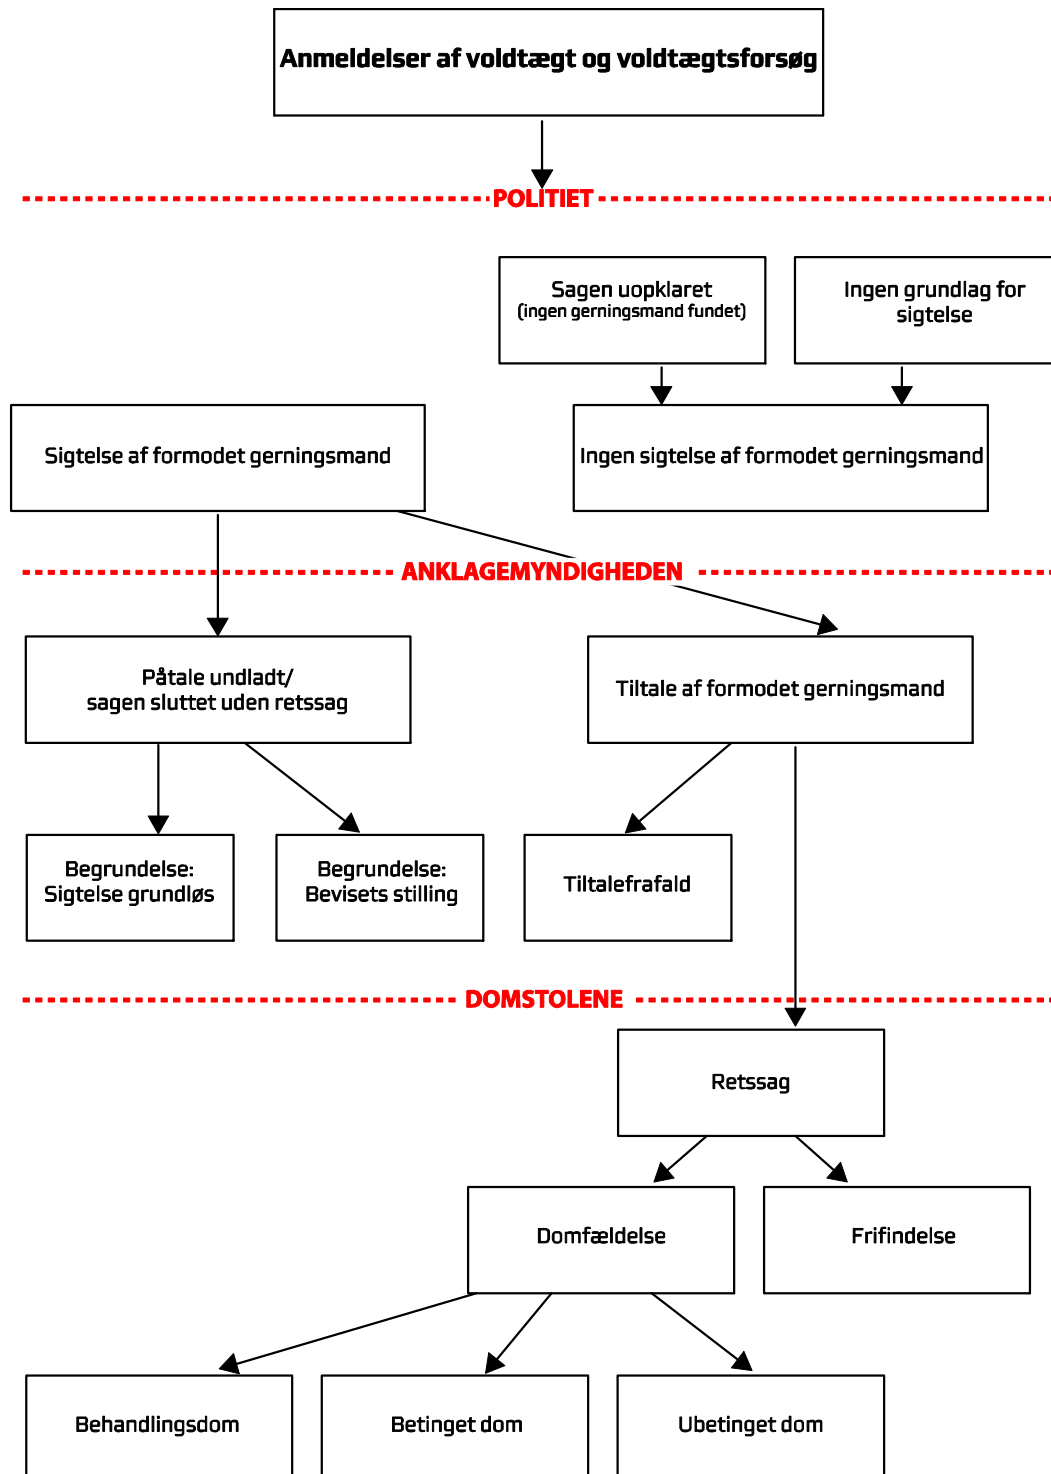 Anmeldelser af voldtægt og voldtægtsforsøg
POLITIET
Sagen uopklaret
(ingen gerningsmand fundet)
Ingen grundlag for
sigtelse
Sigtelse af formodet gerningsmand
Ingen sigtelse af formodet gerningsmand
ANKLAGEMYNDIGHEDEN
Påtale undladt/
sagen sluttet uden retssag
Tiltale af formodet gerningsmand
Begrundelse:
Sigtelse grundløs
Begrundelse:
Bevisets stilling
Tiltalefrafald
DOMSTOLENE
Retssag
Domfældelse
Frifindelse
Behandlingsdom
Betinget dom
Ubetinget dom